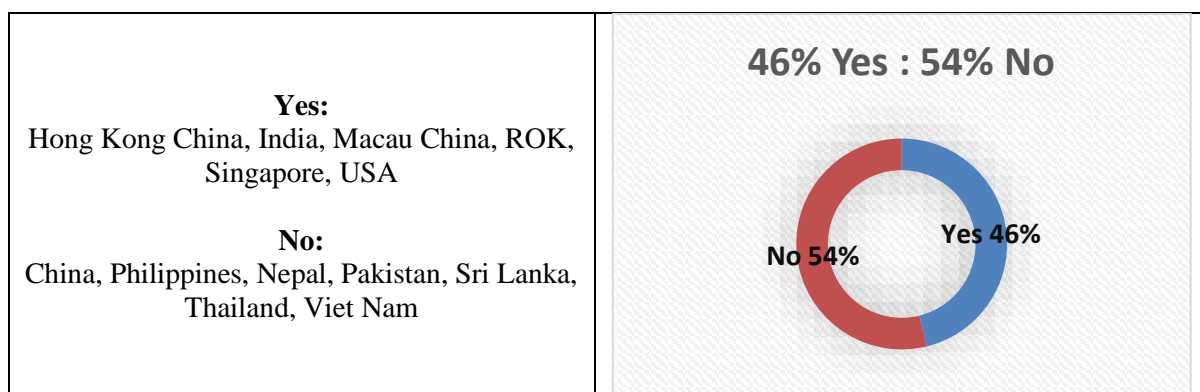 Yes:
Hong Kong China, India, Macau China, ROK,
Singapore, USA
No:
China, Philippines, Nepal, Pakistan, Sri Lanka,
Thailand, Viet Nam
46% Yes : 54% No
Yes 46%
No 54%